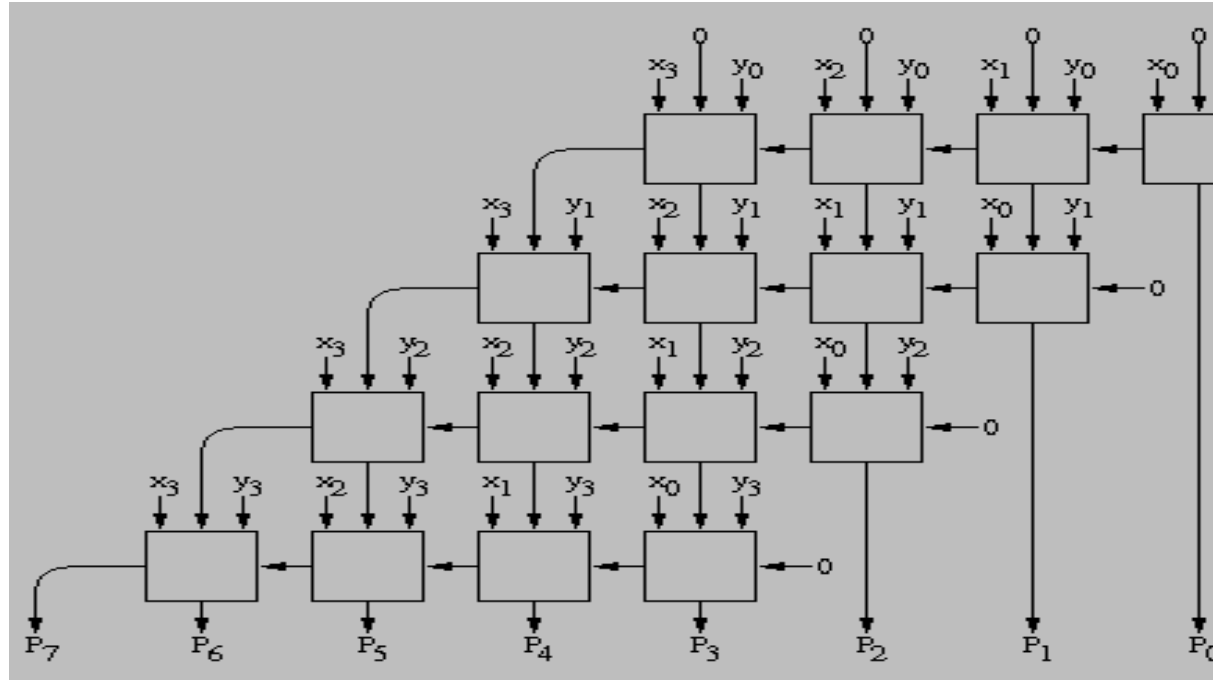 0 0 0 0
x3 y0 x2 y0 x1 y0 x0
x3 y1 x2 y1 x1 y1 x0 y1
0
x3 y2 x2 y2 x1 y2 x0 y2
0
x3 y3 x2 y3 x1 y3 x0 y3
0
P7 P6 P5 P4 P3 P2 P1 P0